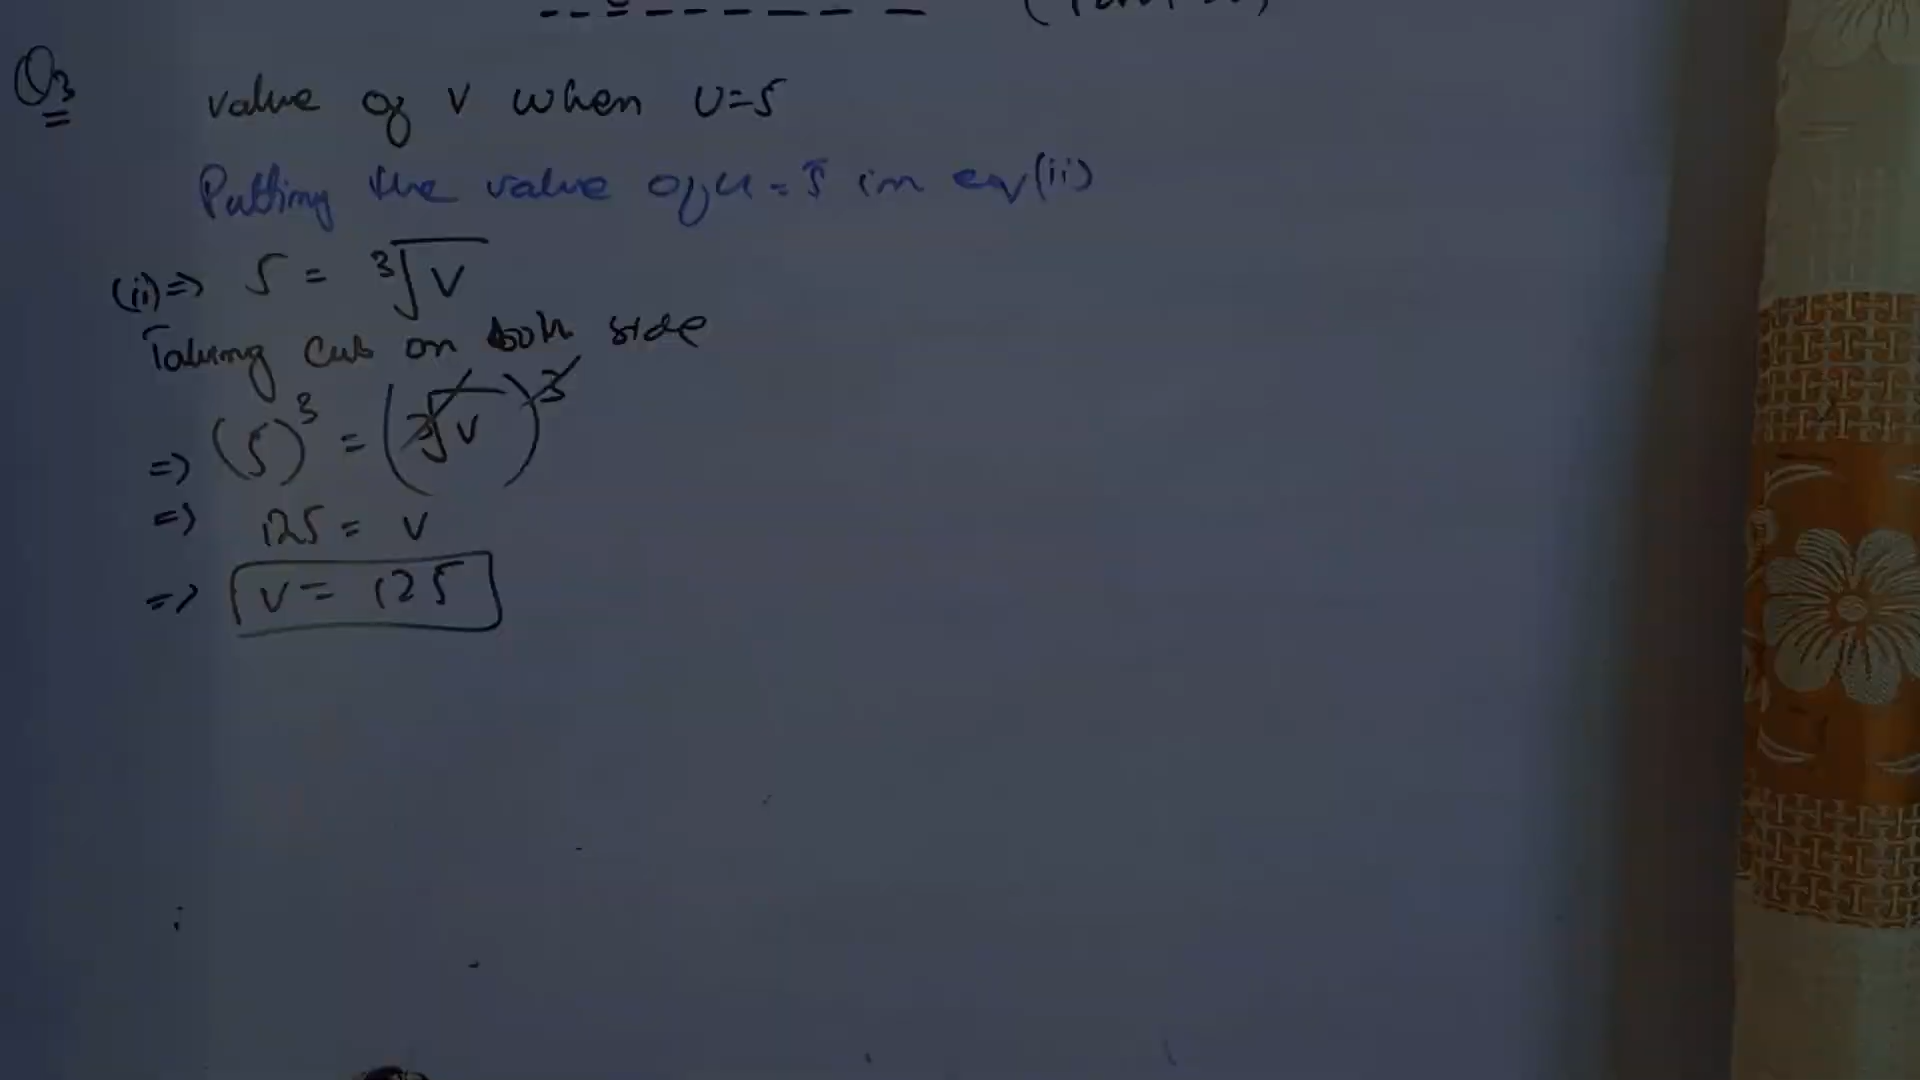 Q3
value of v when U=5
Putting the value of u=5 in eq(ii)
(ii)=> 5 = ∛v
Taking cub on both side
=> (5)³ = (∛v)³
=> 125 = v
=> v = 125